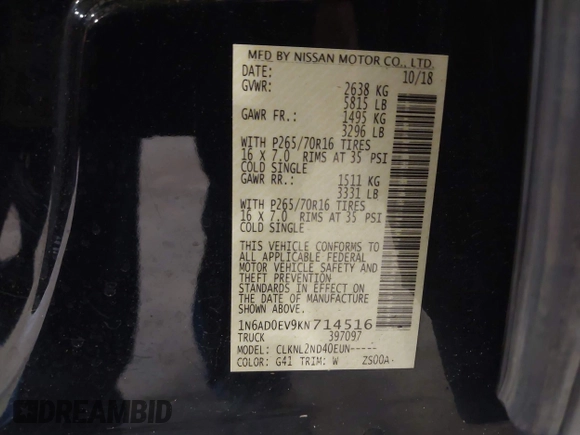 MFD BY NISSAN MOTOR CO., LTD.
DATE: 10/18
GVWR: 2638 KG
5815 LB
GAWR FR.: 1495 KG
3296 LB
WITH P265/70R16 TIRES
16 X 7.0 RIMS AT 35 PSI
COLD SINGLE
GAWR RR.: 1511 KG
3331 LB
WITH P265/70R16 TIRES
16 X 7.0 RIMS AT 35 PSI
COLD SINGLE
THIS VEHICLE CONFORMS TO
ALL APPLICABLE FEDERAL
MOTOR VEHICLE SAFETY AND
THEFT PREVENTION
STANDARDS IN EFFECT ON
THE DATE OF MANUFACTURE
SHOWN ABOVE.
1N6AD0EV9KN714516
TRUCK 397097
MODEL: CLKNL2ND40EUN-----
COLOR: G41 TRIM: W ZS00A-
DREAMBID